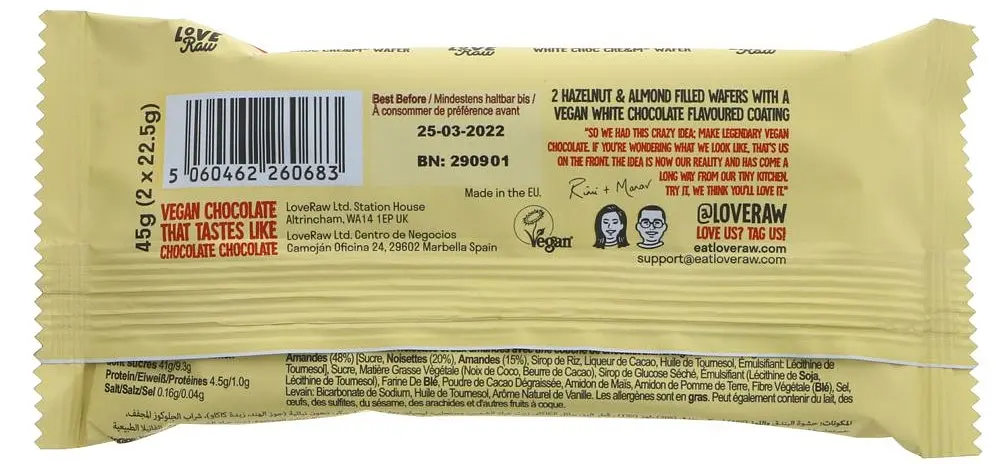 LOVE
Raw
WHITE CHOC CRE&M WAFER
5 060462 260683
45g (2 x 22.5g)
Best Before / Mindestens haltbar bis /
À consommer de préférence avant
25-03-2022
BN: 290901
2 HAZELNUT & ALMOND FILLED WAFERS WITH A
VEGAN WHITE CHOCOLATE FLAVOURED COATING
"SO WE HAD THIS CRAZY IDEA; MAKE LEGENDARY VEGAN
CHOCOLATE. IF YOU'RE WONDERING WHAT WE LOOK LIKE, THAT'S US
ON THE FRONT. THE IDEA IS NOW OUR REALITY AND HAS COME A
LONG WAY FROM OUR TINY KITCHEN.
TRY IT, WE THINK YOU'LL LOVE IT."
Rimi + Manav
Made in the EU.
VEGAN CHOCOLATE
THAT TASTES LIKE
CHOCOLATE CHOCOLATE
LoveRaw Ltd. Station House
Altrincham, WA14 1EP UK
LoveRaw Ltd. Centro de Negocios
Camoján Oficina 24, 29602 Marbella Spain
Vegan
@LOVERAW
LOVE US? TAG US!
eatloveraw.com
support@eatloveraw.com
sucres 41g/9.3g
Protein/Eiweiß/Protéines 4.5g/1.0g
Salt/Salz/Sel 0.16g/0.04g
Amandes (48%) [Sucre, Noisettes (20%), Amandes (15%), Sirop de Riz, Liqueur de Cacao, Huile de Tournesol, Émulsifiant: Lécithine de
Tournesol], Sucre, Matière Grasse Végétale (Noix de Coco, Beurre de Cacao), Sirop de Glucose Séché, Émulsifiant (Lécithine de Soja,
Lécithine de Tournesol), Farine De Blé, Poudre de Cacao Dégraissée, Amidon de Maïs, Amidon de Pomme de Terre, Fibre Végétale (Blé), Sel,
Levain: Bicarbonate de Sodium, Huile de Tournesol, Arôme Naturel de Vanille. Les allergènes sont en gras. Peut également contenir du lait, des
œufs, des sulfites, du sésame, des arachides et d'autres fruits à coque.